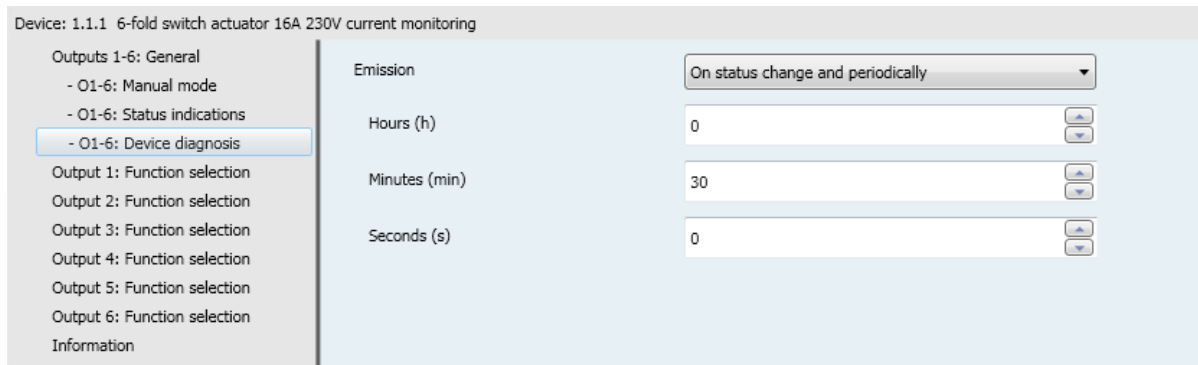 Device: 1.1.1 6-fold switch actuator 16A 230V current monitoring
Outputs 1-6: General
- O1-6: Manual mode
- O1-6: Status indications
- O1-6: Device diagnosis
Output 1: Function selection
Output 2: Function selection
Output 3: Function selection
Output 4: Function selection
Output 5: Function selection
Output 6: Function selection
Information
Emission On status change and periodically
Hours (h) 0
Minutes (min) 30
Seconds (s) 0